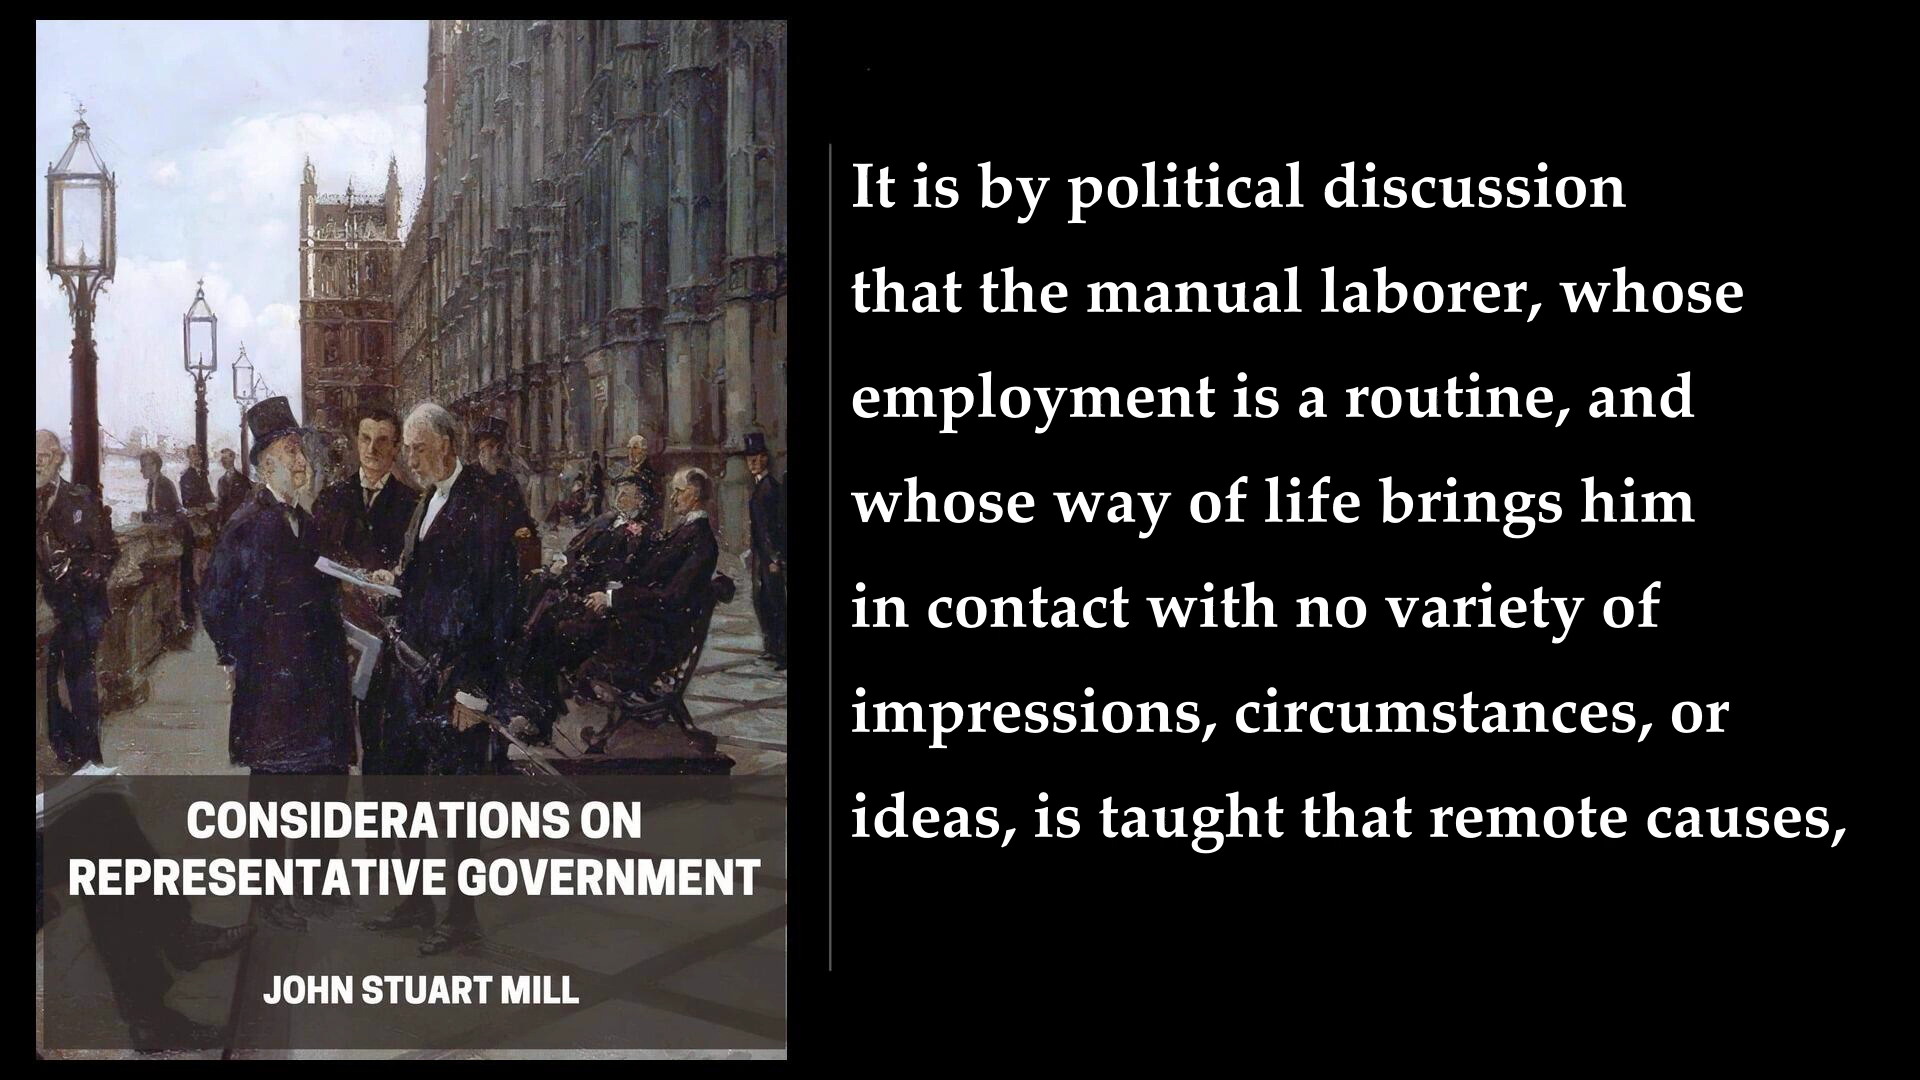 CONSIDERATIONS ON
REPRESENTATIVE GOVERNMENT
JOHN STUART MILL
It is by political discussion
that the manual laborer, whose
employment is a routine, and
whose way of life brings him
in contact with no variety of
impressions, circumstances, or
ideas, is taught that remote causes,